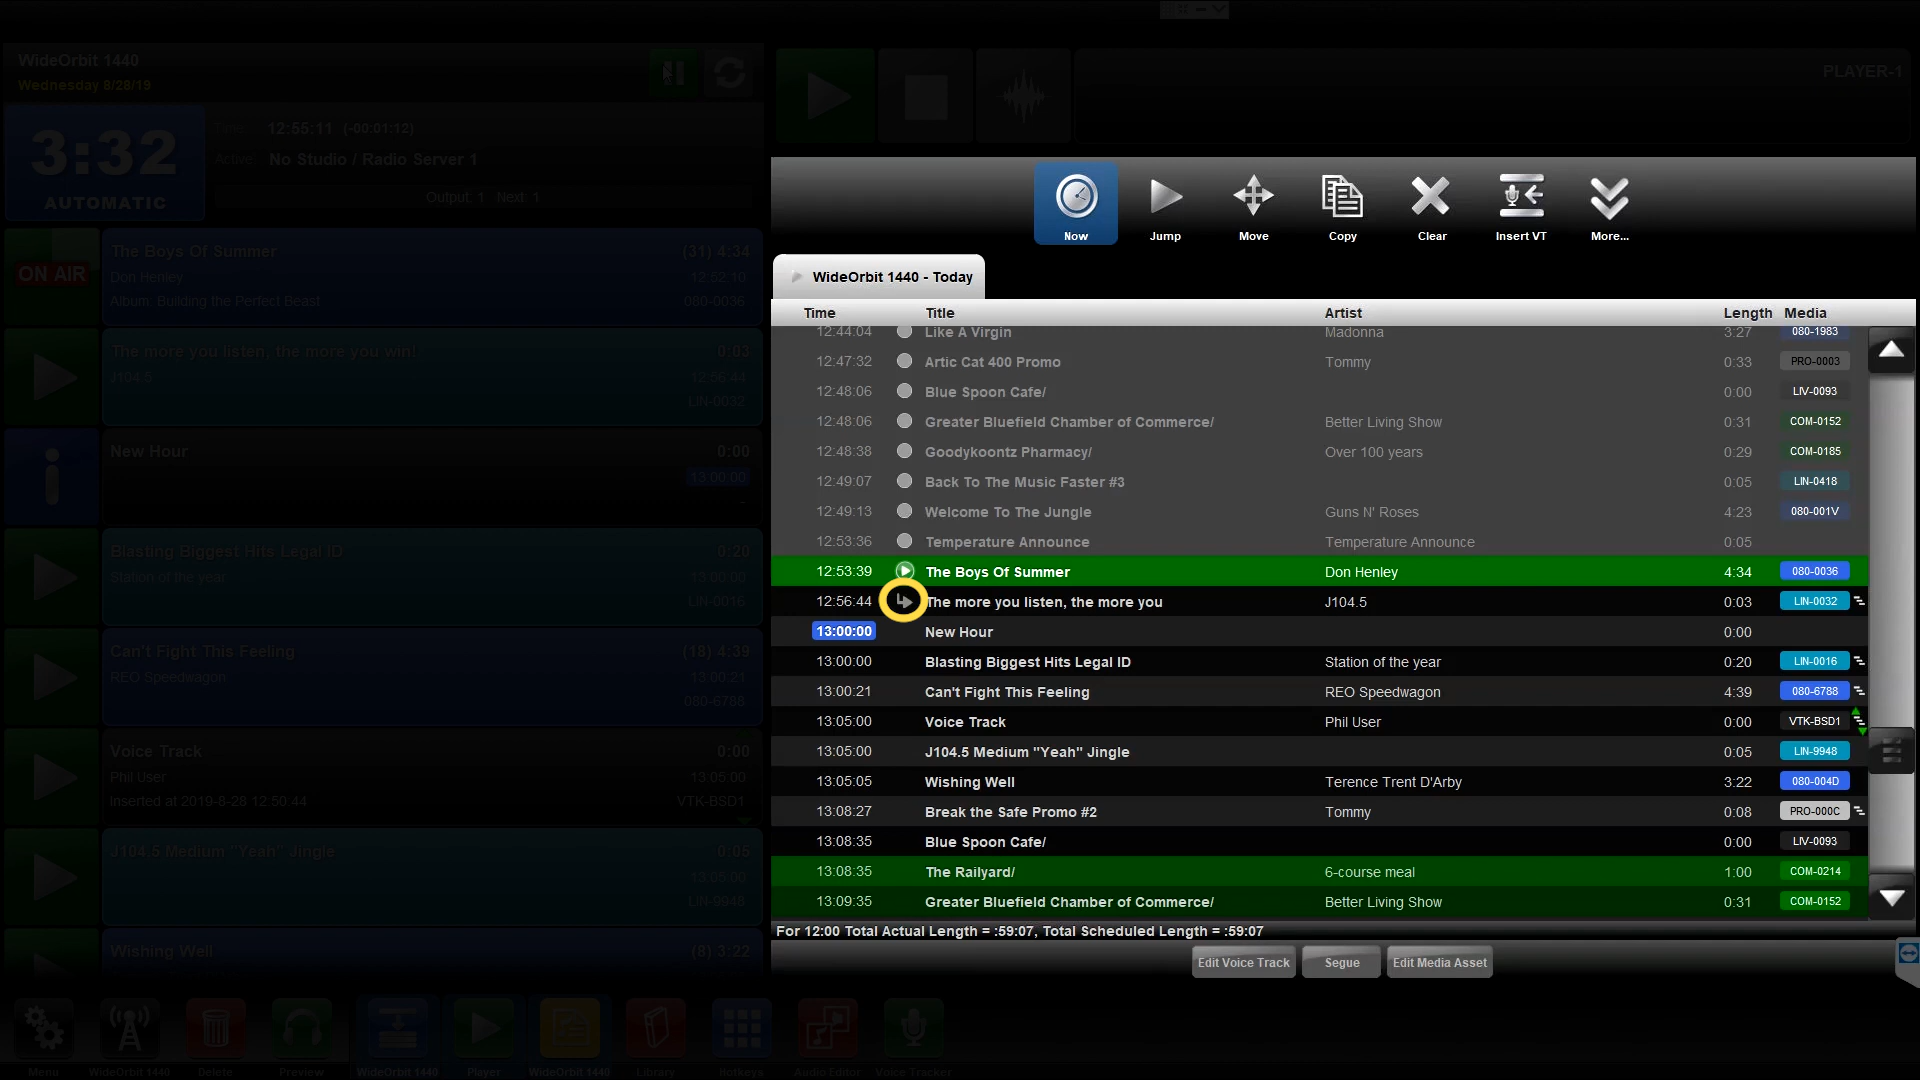 WideOrbit 1440
Wednesday 8/28/19
3:32
AUTOMATIC
Time: 12:55:11 (-00:01:12)
Active: No Studio / Radio Server 1
Output: 1 Next: 1
PLAYER-1
ON AIR
The Boys Of Summer (31) 4:34
Don Henley 12:52:10
Album: Building the Perfect Beast 080-0036
The more you listen, the more you win! 0:03
J104.5 12:56:44
LIN-0032
New Hour 0:00
13:00:00
Blasting Biggest Hits Legal ID 0:20
Station of the year 13:00:00
LIN-0016
Can't Fight This Feeling (18) 4:39
REO Speedwagon 13:00:21
080-6788
Voice Track 0:00
Phil User 13:05:00
Inserted at 2019-8-28 12:50:44 VTK-BSD1
J104.5 Medium "Yeah" Jingle 0:05
13:05:00
LIN-9948
Wishing Well (8) 3:22
Now Jump Move Copy Clear Insert VT More...
WideOrbit 1440 - Today
Time Title Artist Length Media
12:44:04 Like A Virgin Madonna 3:27 080-1983
12:47:32 Artic Cat 400 Promo Tommy 0:33 PRO-0003
12:48:06 Blue Spoon Cafe/ 0:00 LIV-0093
12:48:06 Greater Bluefield Chamber of Commerce/ Better Living Show 0:31 COM-0152
12:48:38 Goodykoontz Pharmacy/ Over 100 years 0:29 COM-0185
12:49:07 Back To The Music Faster #3 0:05 LIN-0418
12:49:13 Welcome To The Jungle Guns N' Roses 4:23 080-001V
12:53:36 Temperature Announce Temperature Announce 0:05
12:53:39 The Boys Of Summer Don Henley 4:34 080-0036
12:56:44 The more you listen, the more you J104.5 0:03 LIN-0032
13:00:00 New Hour 0:00
13:00:00 Blasting Biggest Hits Legal ID Station of the year 0:20 LIN-0016
13:00:21 Can't Fight This Feeling REO Speedwagon 4:39 080-6788
13:05:00 Voice Track Phil User 0:00 VTK-BSD1
13:05:00 J104.5 Medium "Yeah" Jingle 0:05 LIN-9948
13:05:05 Wishing Well Terence Trent D'Arby 3:22 080-004D
13:08:27 Break the Safe Promo #2 Tommy 0:08 PRO-000C
13:08:35 Blue Spoon Cafe/ 0:00 LIV-0093
13:08:35 The Railyard/ 6-course meal 1:00 COM-0214
13:09:35 Greater Bluefield Chamber of Commerce/ Better Living Show 0:31 COM-0152
For 12:00 Total Actual Length = :59:07, Total Scheduled Length = :59:07
Edit Voice Track Segue Edit Media Asset
Menu WideOrbit 1440 Delete Preview WideOrbit 1440 Player WideOrbit 1440 Library Hotkeys Audio Editor Voice Tracker